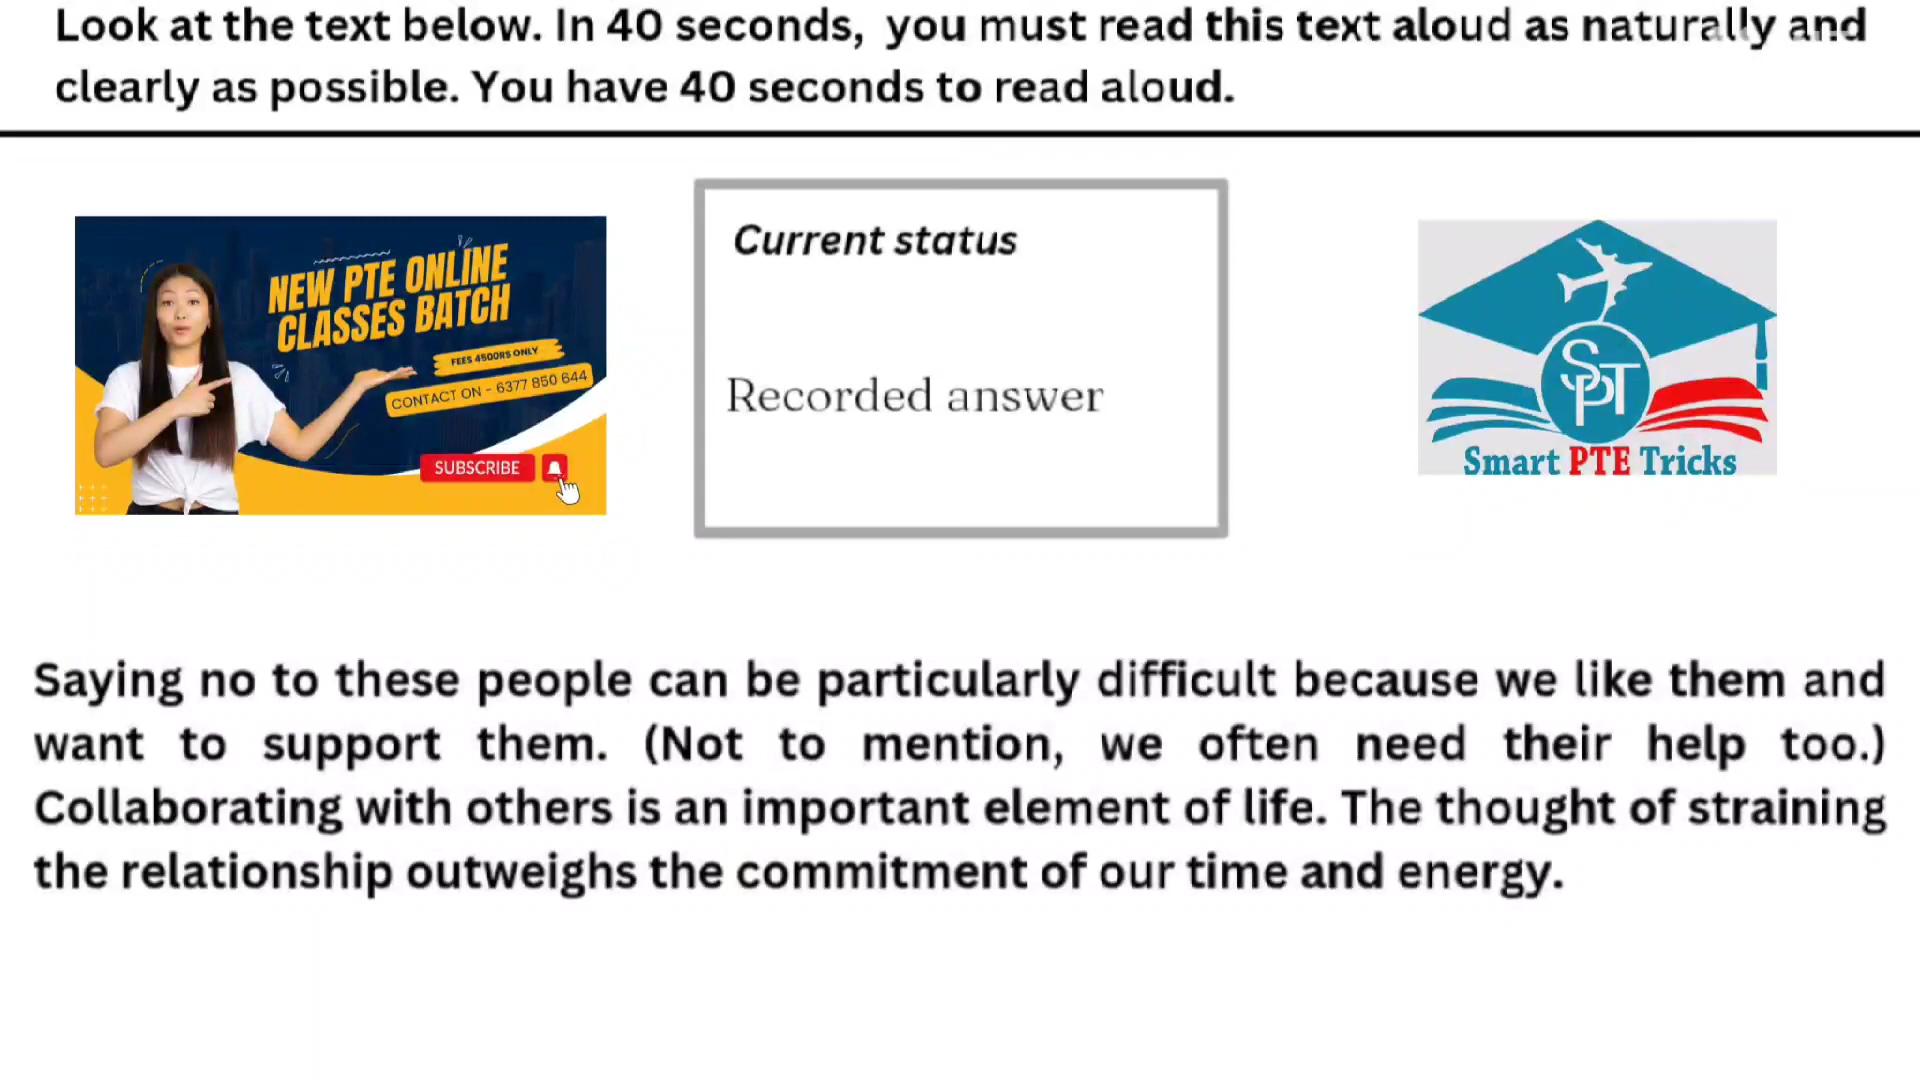 Look at the text below. In 40 seconds, you must read this text aloud as naturally and
clearly as possible. You have 40 seconds to read aloud.
NEW PTE ONLINE
CLASSES BATCH
FEES 4500RS ONLY
CONTACT ON - 6377 850 644
SUBSCRIBE
Current status
Recorded answer
SPT
Smart PTE Tricks
Saying no to these people can be particularly difficult because we like them and
want to support them. (Not to mention, we often need their help too.)
Collaborating with others is an important element of life. The thought of straining
the relationship outweighs the commitment of our time and energy.